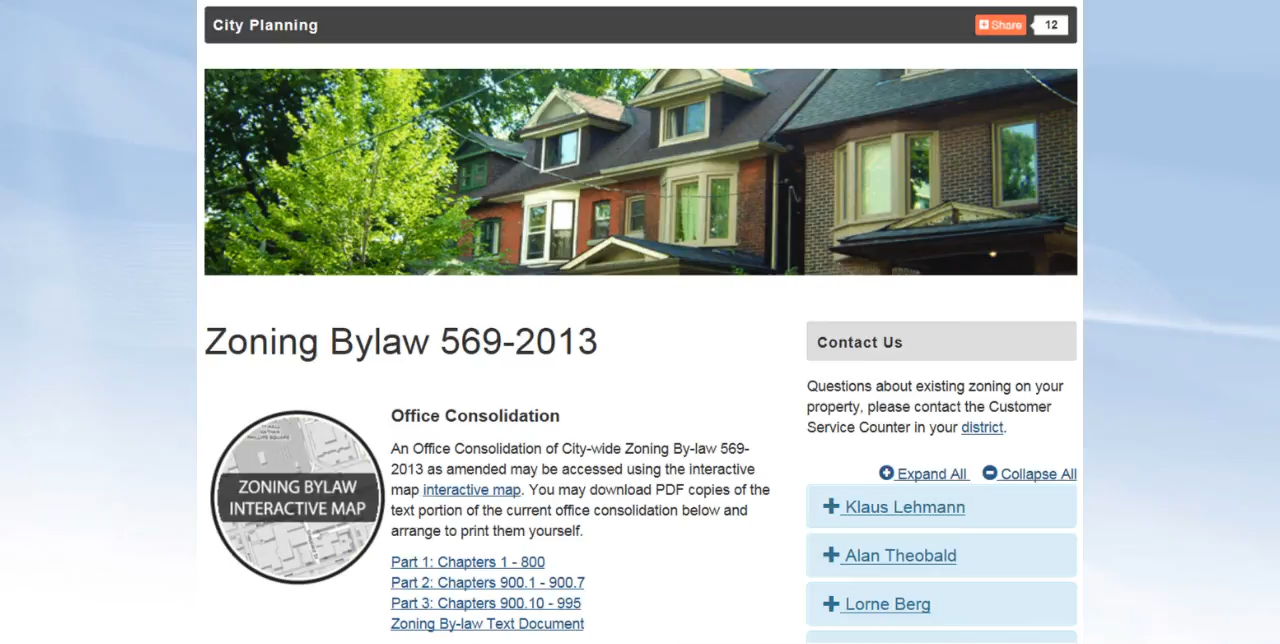 City Planning
Share
12
Zoning Bylaw 569-2013
ZONING BYLAW
INTERACTIVE MAP
Office Consolidation
An Office Consolidation of City-wide Zoning By-law 569-
2013 as amended may be accessed using the interactive
map interactive map. You may download PDF copies of the
text portion of the current office consolidation below and
arrange to print them yourself.
Part 1: Chapters 1 - 800
Part 2: Chapters 900.1 - 900.7
Part 3: Chapters 900.10 - 995
Zoning By-law Text Document
Contact Us
Questions about existing zoning on your
property, please contact the Customer
Service Counter in your district.
Expand All Collapse All
Klaus Lehmann
Alan Theobald
Lorne Berg